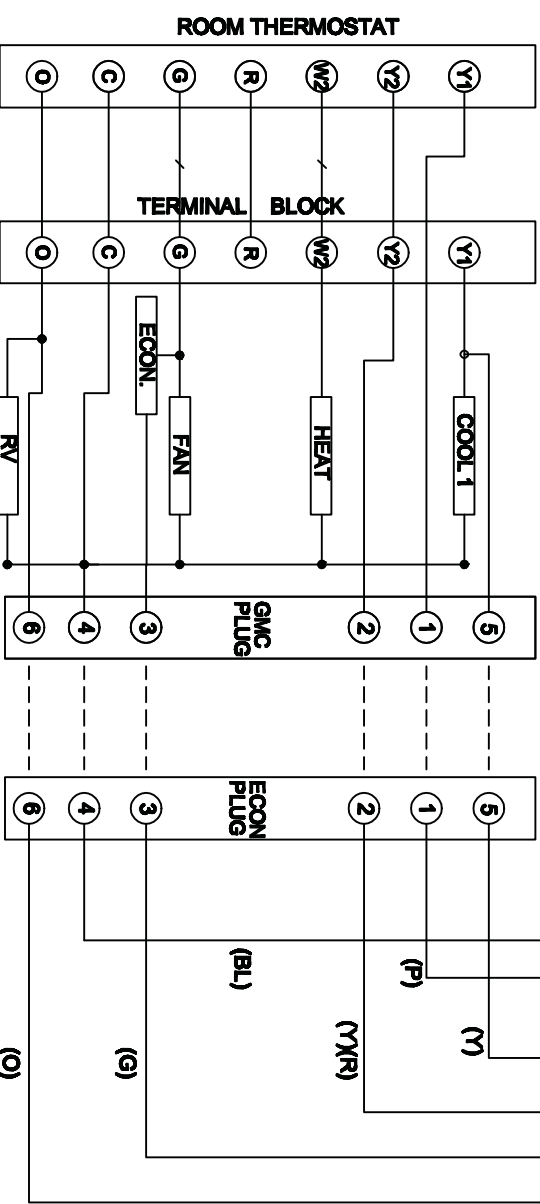 ROOM THERMOSTAT
O C G R W2 Y2 Y1
TERMINAL BLOCK
O C G R W2 Y2 Y1
ECON.
RV
FAN
HEAT
COOL 1
GMC
PLUG
6 4 3 2 1 5
ECON
PLUG
6 4 3 2 1 5
(BL)
(P)
(Y)
(Y)(R)
(G)
(O)